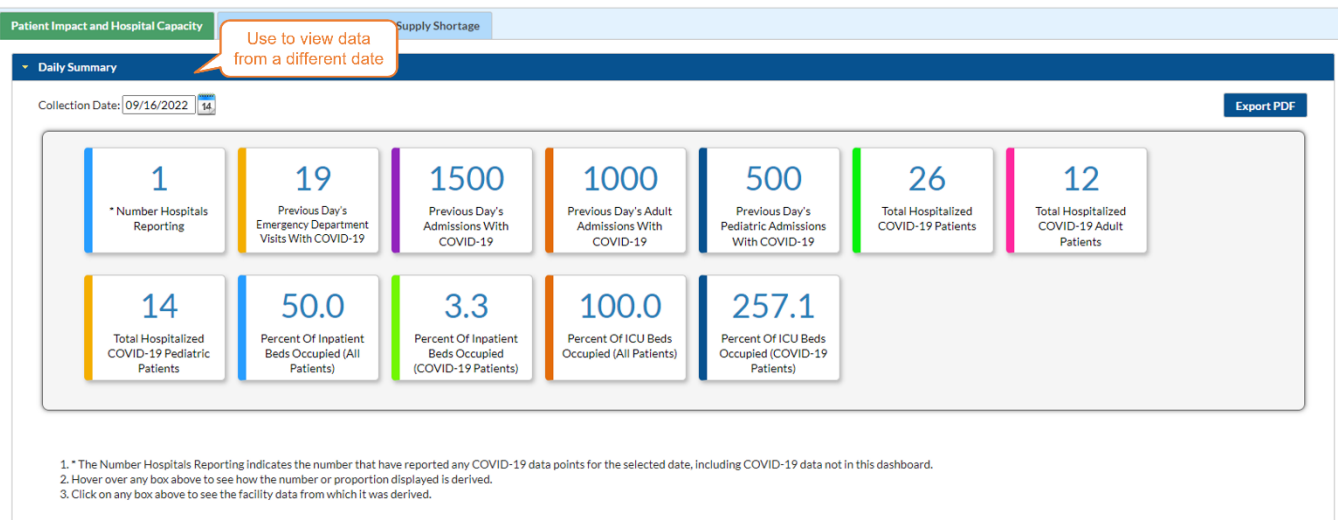 Patient Impact and Hospital Capacity
Supply Shortage
Use to view data
from a different date
Daily Summary
Collection Date: 09/16/2022
14
Export PDF
1
* Number Hospitals
Reporting
19
Previous Day's
Emergency Department
Visits With COVID-19
1500
Previous Day's
Admissions With
COVID-19
1000
Previous Day's Adult
Admissions With
COVID-19
500
Previous Day's
Pediatric Admissions
With COVID-19
26
Total Hospitalized
COVID-19 Patients
12
Total Hospitalized
COVID-19 Adult
Patients
14
Total Hospitalized
COVID-19 Pediatric
Patients
50.0
Percent Of Inpatient
Beds Occupied (All
Patients)
3.3
Percent Of Inpatient
Beds Occupied
(COVID-19 Patients)
100.0
Percent Of ICU Beds
Occupied (All Patients)
257.1
Percent Of ICU Beds
Occupied (COVID-19
Patients)
1. * The Number Hospitals Reporting indicates the number that have reported any COVID-19 data points for the selected date, including COVID-19 data not in this dashboard.
2. Hover over any box above to see how the number or proportion displayed is derived.
3. Click on any box above to see the facility data from which it was derived.